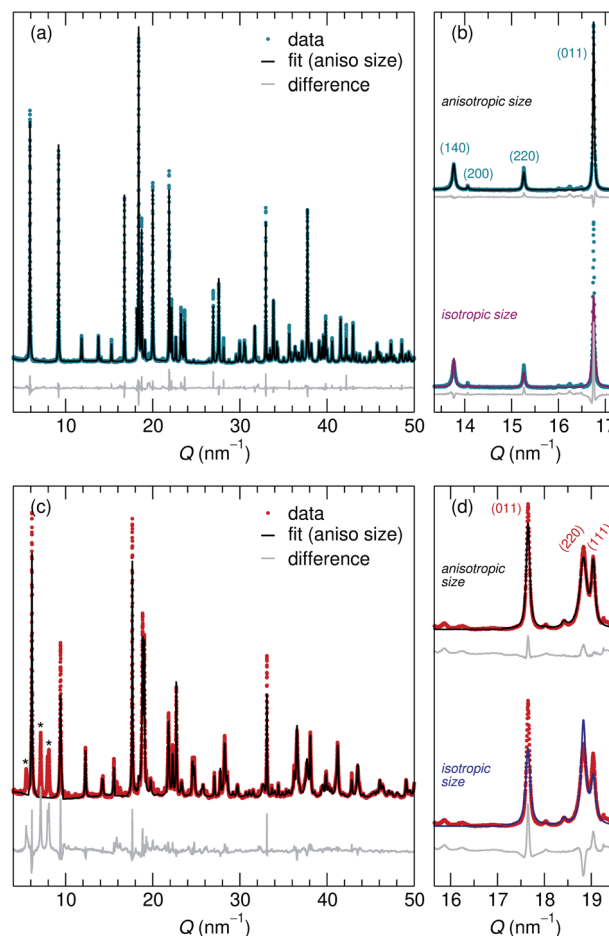 (a)
data
fit (aniso size)
difference
10 20 30 40 50
Q (nm⁻¹)
(b)
(011)
anisotropic size
(140)
(200)
(220)
isotropic size
14 15 16 17
Q (nm⁻¹)
(c)
data
fit (aniso size)
difference
* * *
10 20 30 40 50
Q (nm⁻¹)
(d)
(011)
(220)
(111)
anisotropic
size
isotropic
size
16 17 18 19
Q (nm⁻¹)